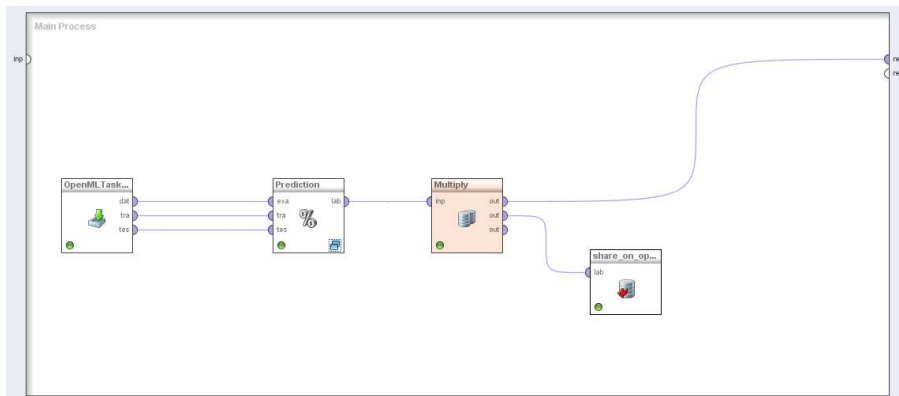 Main Process
inp
re
re
OpenMLTask...
dat
tra
tes
Prediction
exa
lab
tra
tes
Multiply
inp
out
out
out
share_on_op...
lab